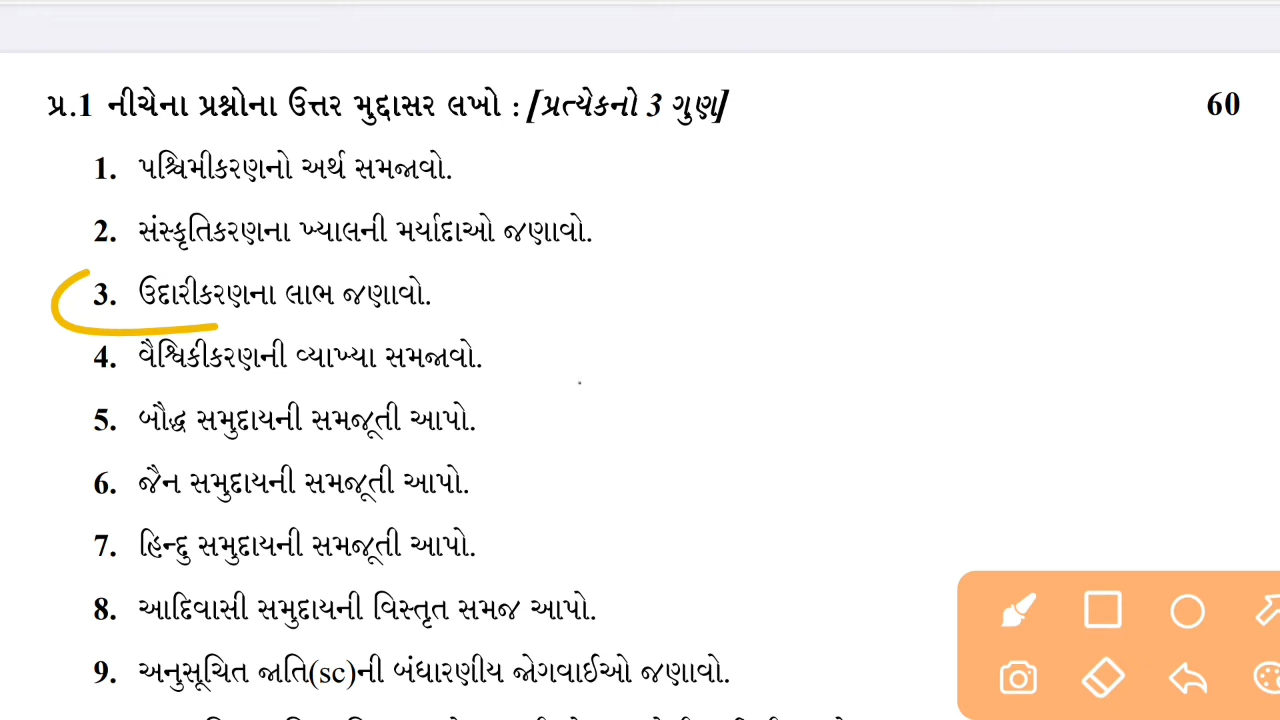 પ્ર.1 નીચેના પ્રશ્નોના ઉત્તર મુદ્દાસર લખો : [પ્રત્યેકનો 3 ગુણ] 60
1. પશ્ચિમીકરણનો અર્થ સમજાવો.
2. સંસ્કૃતિકરણના ખ્યાલની મર્યાદાઓ જણાવો.
3. ઉદારીકરણના લાભ જણાવો.
4. વૈશ્વિકીકરણની વ્યાખ્યા સમજાવો.
5. બૌદ્ધ સમુદાયની સમજૂતી આપો.
6. જૈન સમુદાયની સમજૂતી આપો.
7. હિન્દુ સમુદાયની સમજૂતી આપો.
8. આદિવાસી સમુદાયની વિસ્તૃત સમજ આપો.
9. અનુસૂચિત જાતિ(sc)ની બંધારણીય જોગવાઈઓ જણાવો.